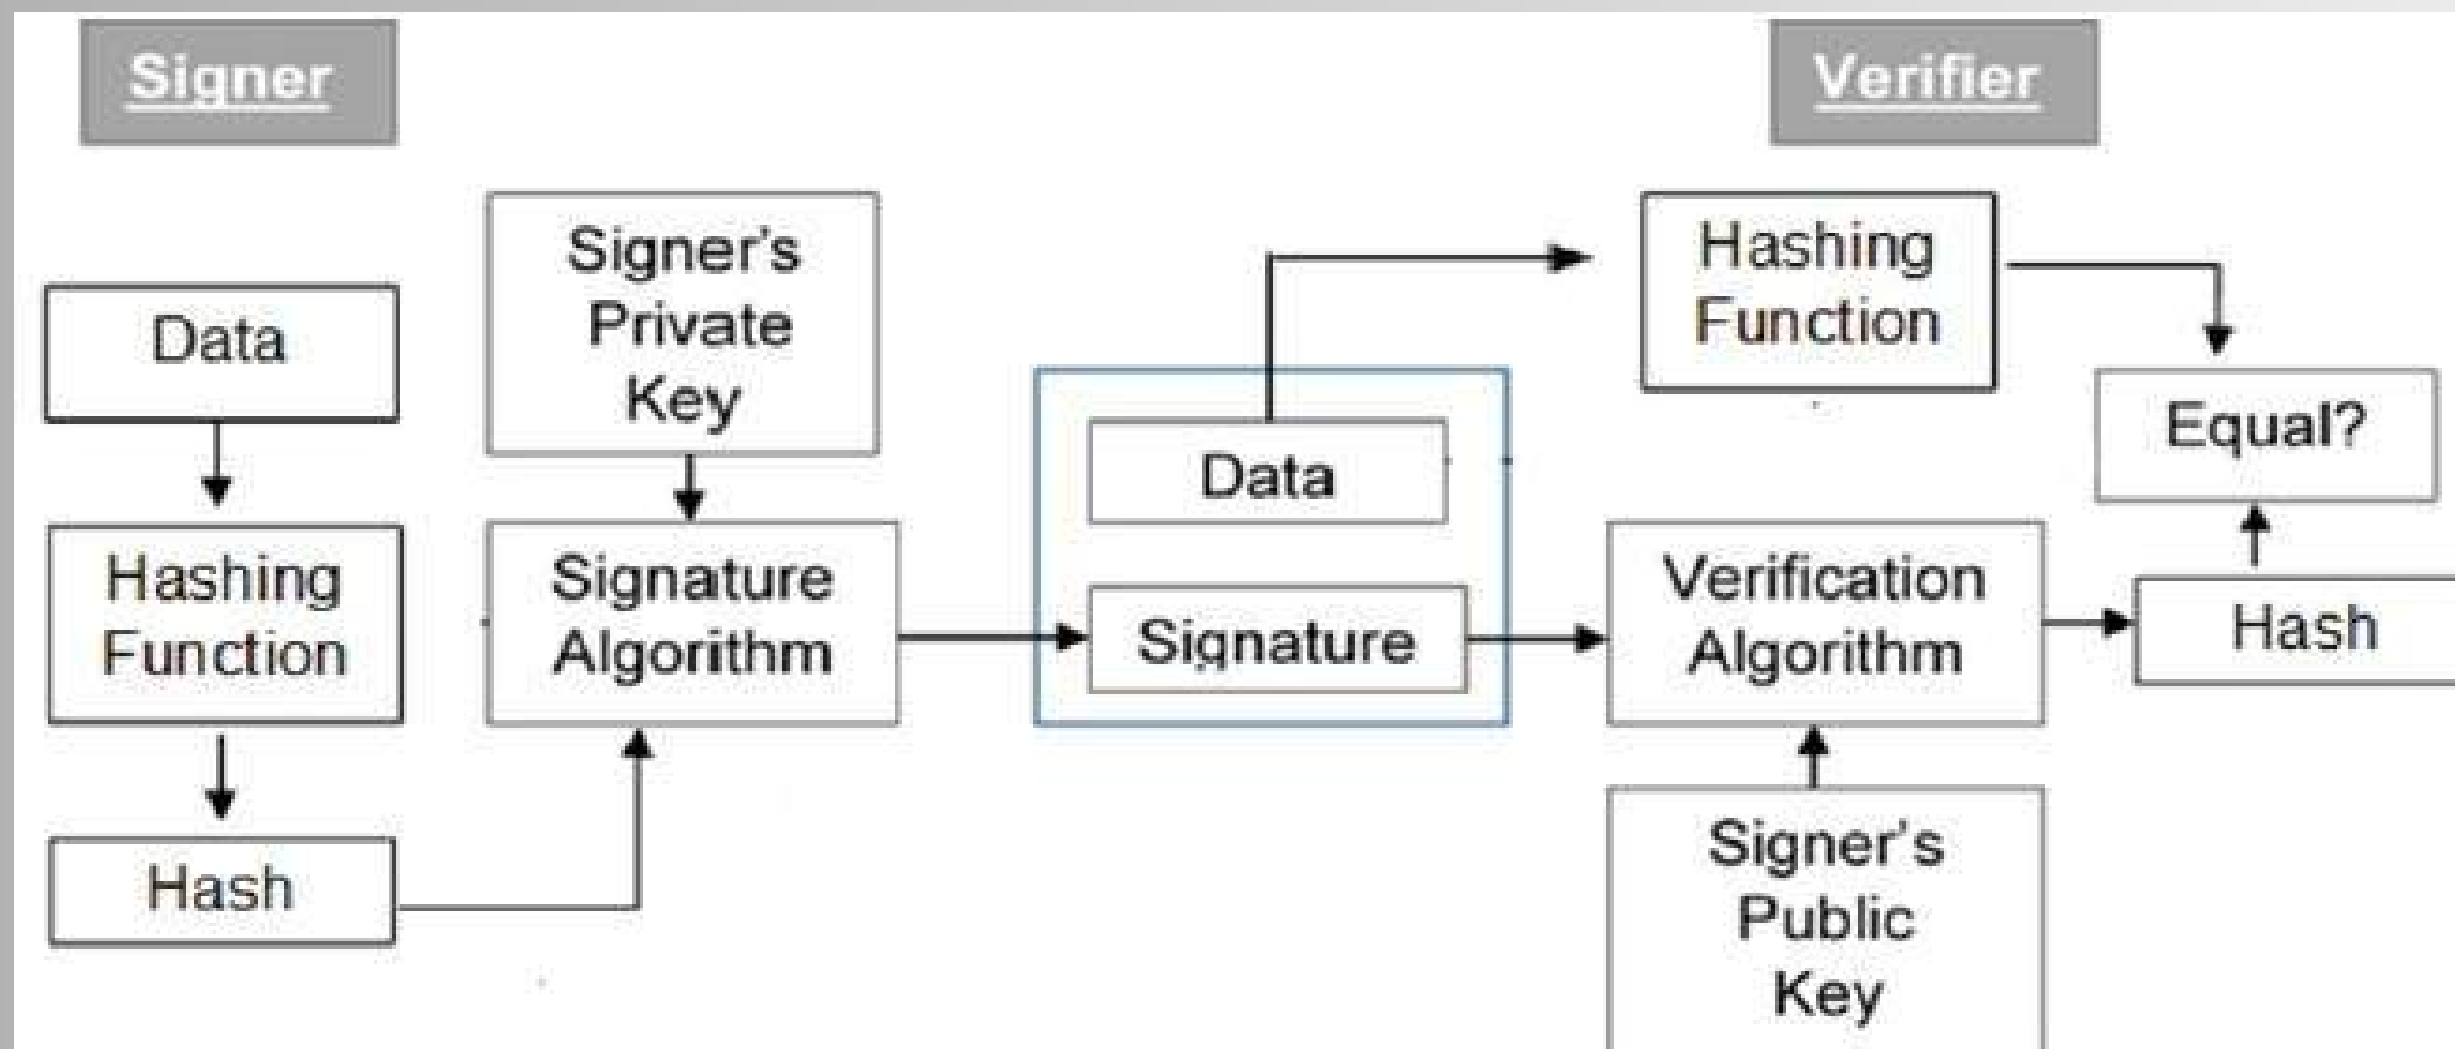 Signer
Verifier
Data
Hashing
Function
Hash
Signer's
Private
Key
Signature
Algorithm
Data
Signature
Hashing
Function
Verification
Algorithm
Signer's
Public
Key
Equal?
Hash